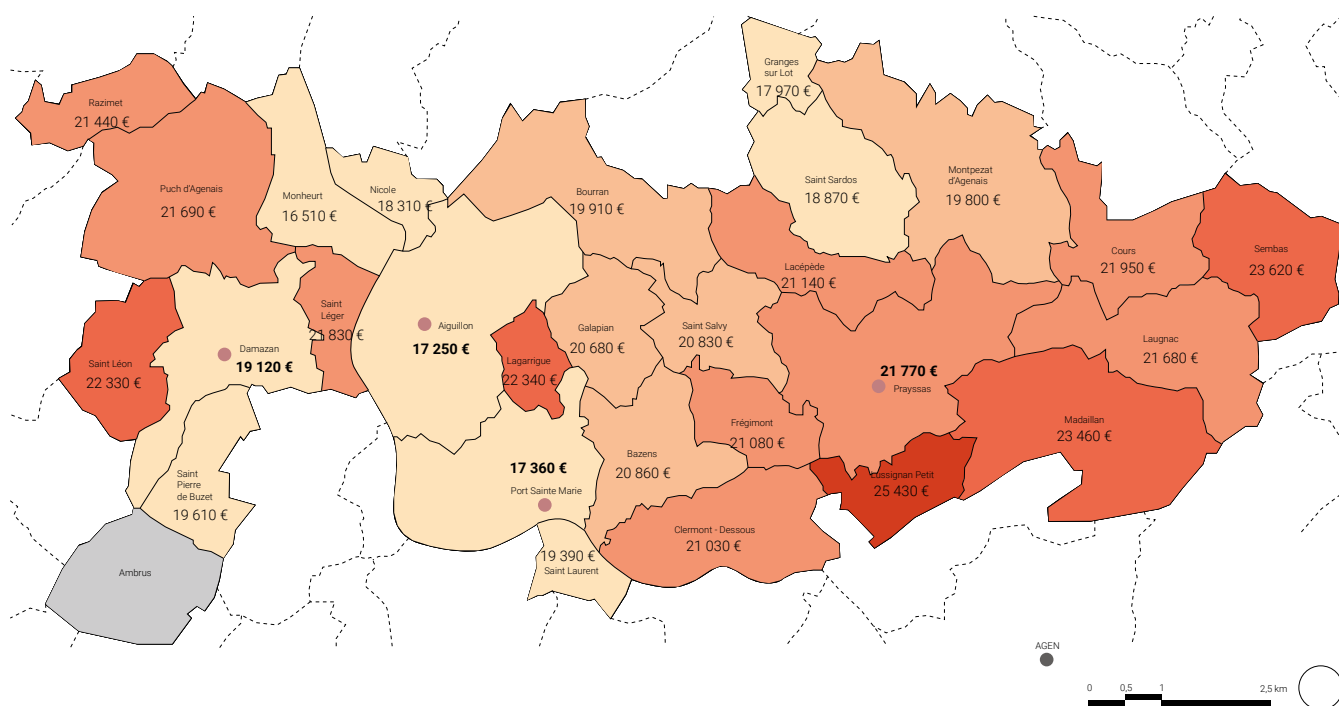 Granges
sur Lot
17 970 €
Razimet
21 440 €
Puch d'Agenais
21 690 €
Monheurt
16 510 €
Nicole
18 310 €
Bourran
19 910 €
Saint Sardos
18 870 €
Montpezat
d'Agenais
19 800 €
Cours
21 950 €
Sembas
23 620 €
Lacépède
21 140 €
Saint
Léger
21 830 €
Aiguillon
17 250 €
Galapian
20 680 €
Saint Salvy
20 830 €
Laugnac
21 680 €
Saint Léon
22 330 €
Damazan
19 120 €
Lagarrigue
22 340 €
21 770 €
Prayssas
Frégimont
21 080 €
Madaillan
23 460 €
Saint
Pierre
de Buzet
19 610 €
17 360 €
Port Sainte Marie
Bazens
20 860 €
Lussignan Petit
25 430 €
Clermont - Dessous
21 030 €
19 390 €
Saint Laurent
Ambrus
AGEN
0 0,5 1 2,5 km